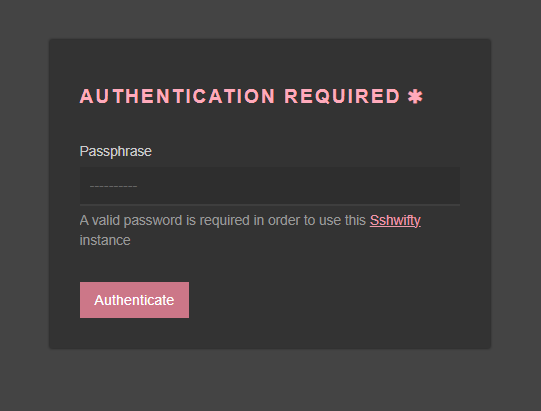 AUTHENTICATION REQUIRED ✱
Passphrase
----------
A valid password is required in order to use this Sshwifty
instance
Authenticate